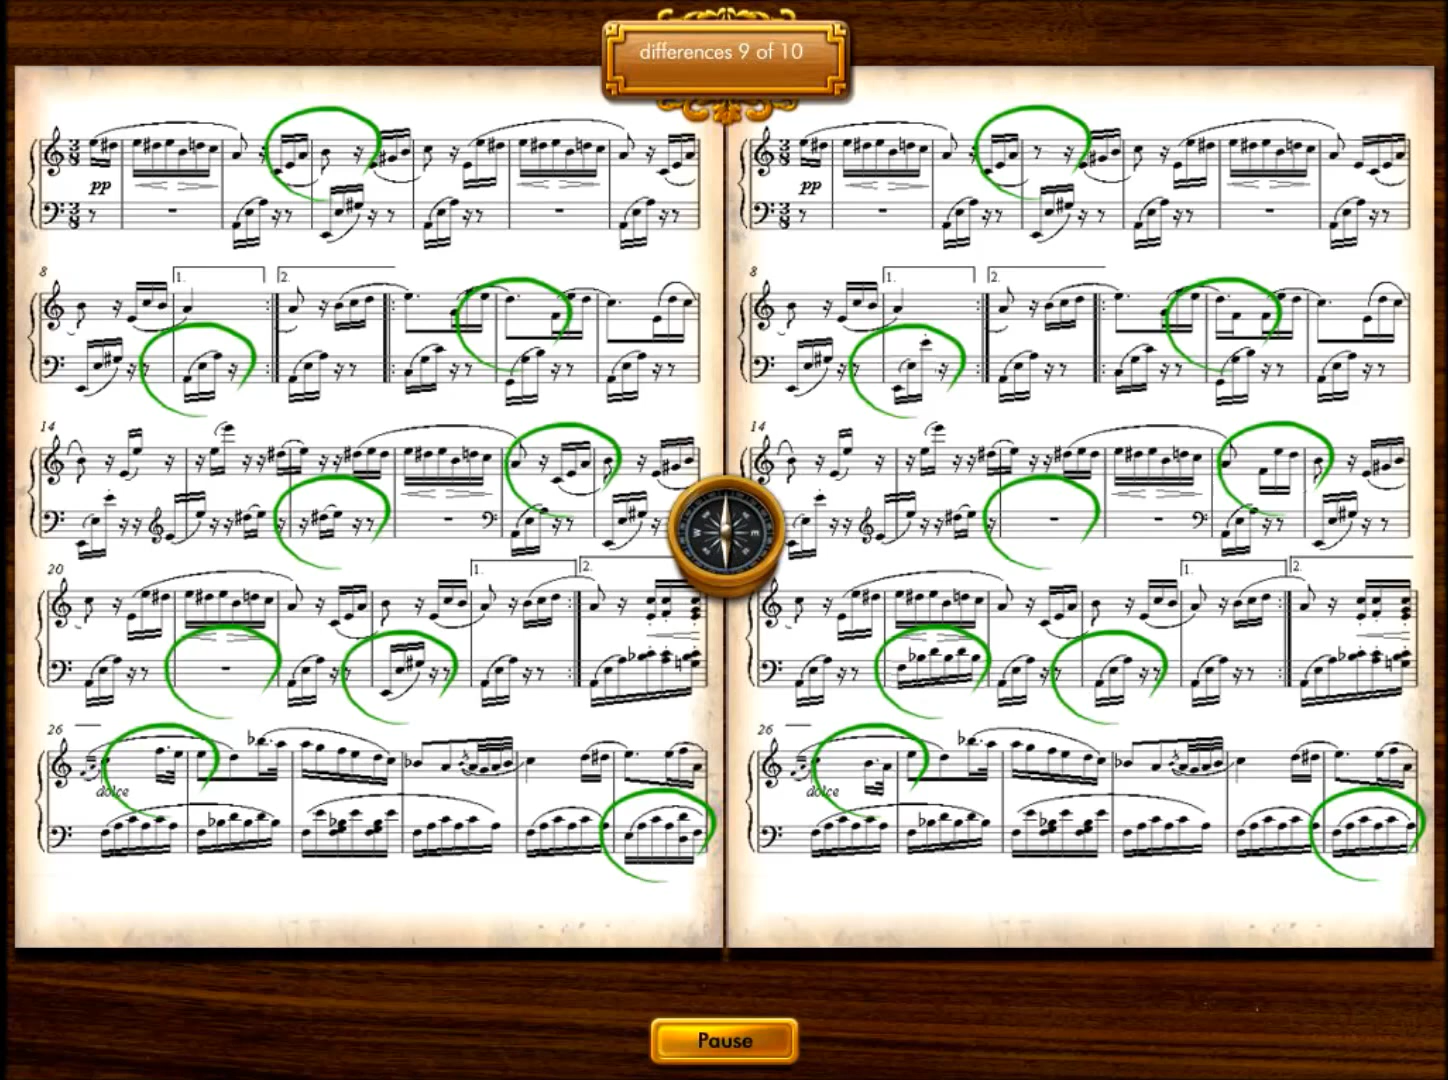 differences 9 of 10
pp
8
1.
2.
14
20
1.
2.
26
dolce
pp
8
1.
2.
14
20
1.
2.
26
dolce
W
E
Pause